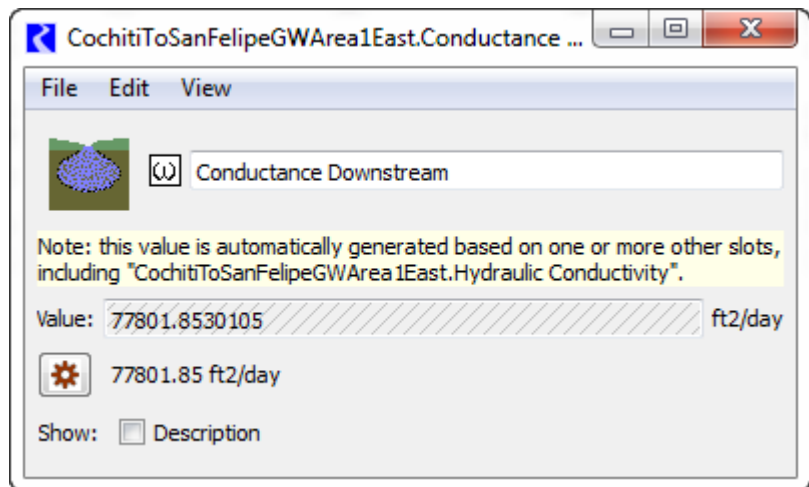 CochitiToSanFelipeGWArea1East.Conductance ...
File Edit View
ω Conductance Downstream
Note: this value is automatically generated based on one or more other slots,
including "CochitiToSanFelipeGWArea1East.Hydraulic Conductivity".
Value: 77801.8530105 ft2/day
77801.85 ft2/day
Show: Description